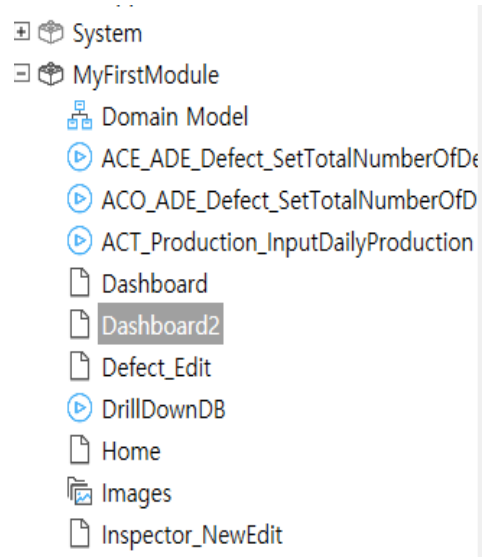 System
MyFirstModule
Domain Model
ACE_ADE_Defect_SetTotalNumberOfDe
ACO_ADE_Defect_SetTotalNumberOfD
ACT_Production_InputDailyProduction
Dashboard
Dashboard2
Defect_Edit
DrillDownDB
Home
Images
Inspector_NewEdit